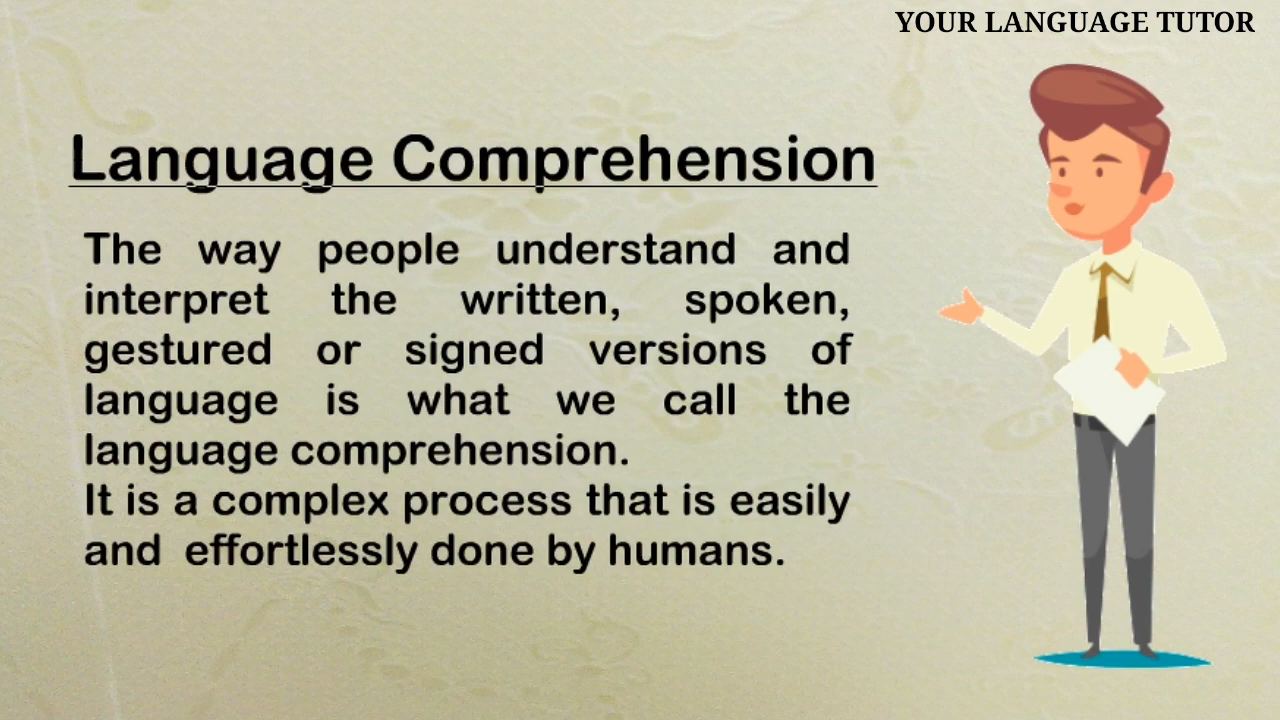 YOUR LANGUAGE TUTOR
Language Comprehension
The way people understand and
interpret the written, spoken,
gestured or signed versions of
language is what we call the
language comprehension.
It is a complex process that is easily
and effortlessly done by humans.